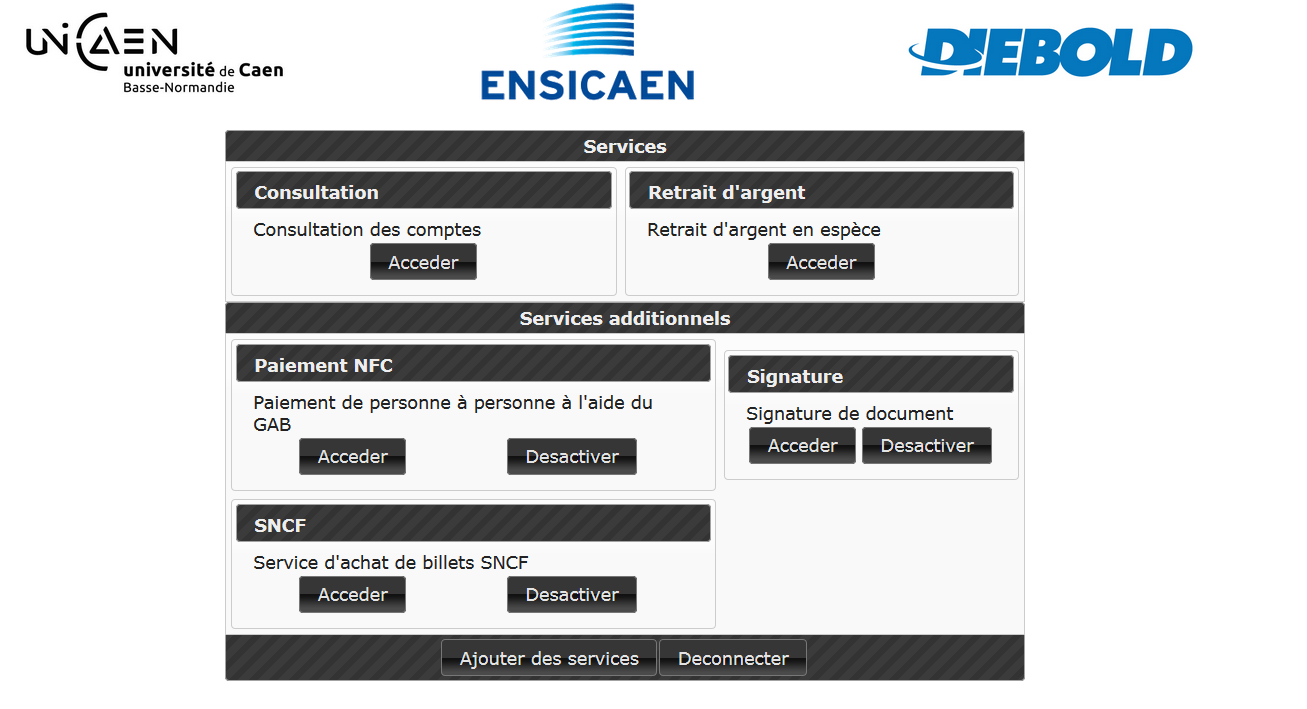 UNICAEN
université de Caen
Basse-Normandie
ENSICAEN
DIEBOLD
Services
Consultation
Consultation des comptes
Acceder
Retrait d'argent
Retrait d'argent en espèce
Acceder
Services additionnels
Paiement NFC
Paiement de personne à personne à l'aide du
GAB
Acceder Desactiver
Signature
Signature de document
Acceder Desactiver
SNCF
Service d'achat de billets SNCF
Acceder Desactiver
Ajouter des services Deconnecter